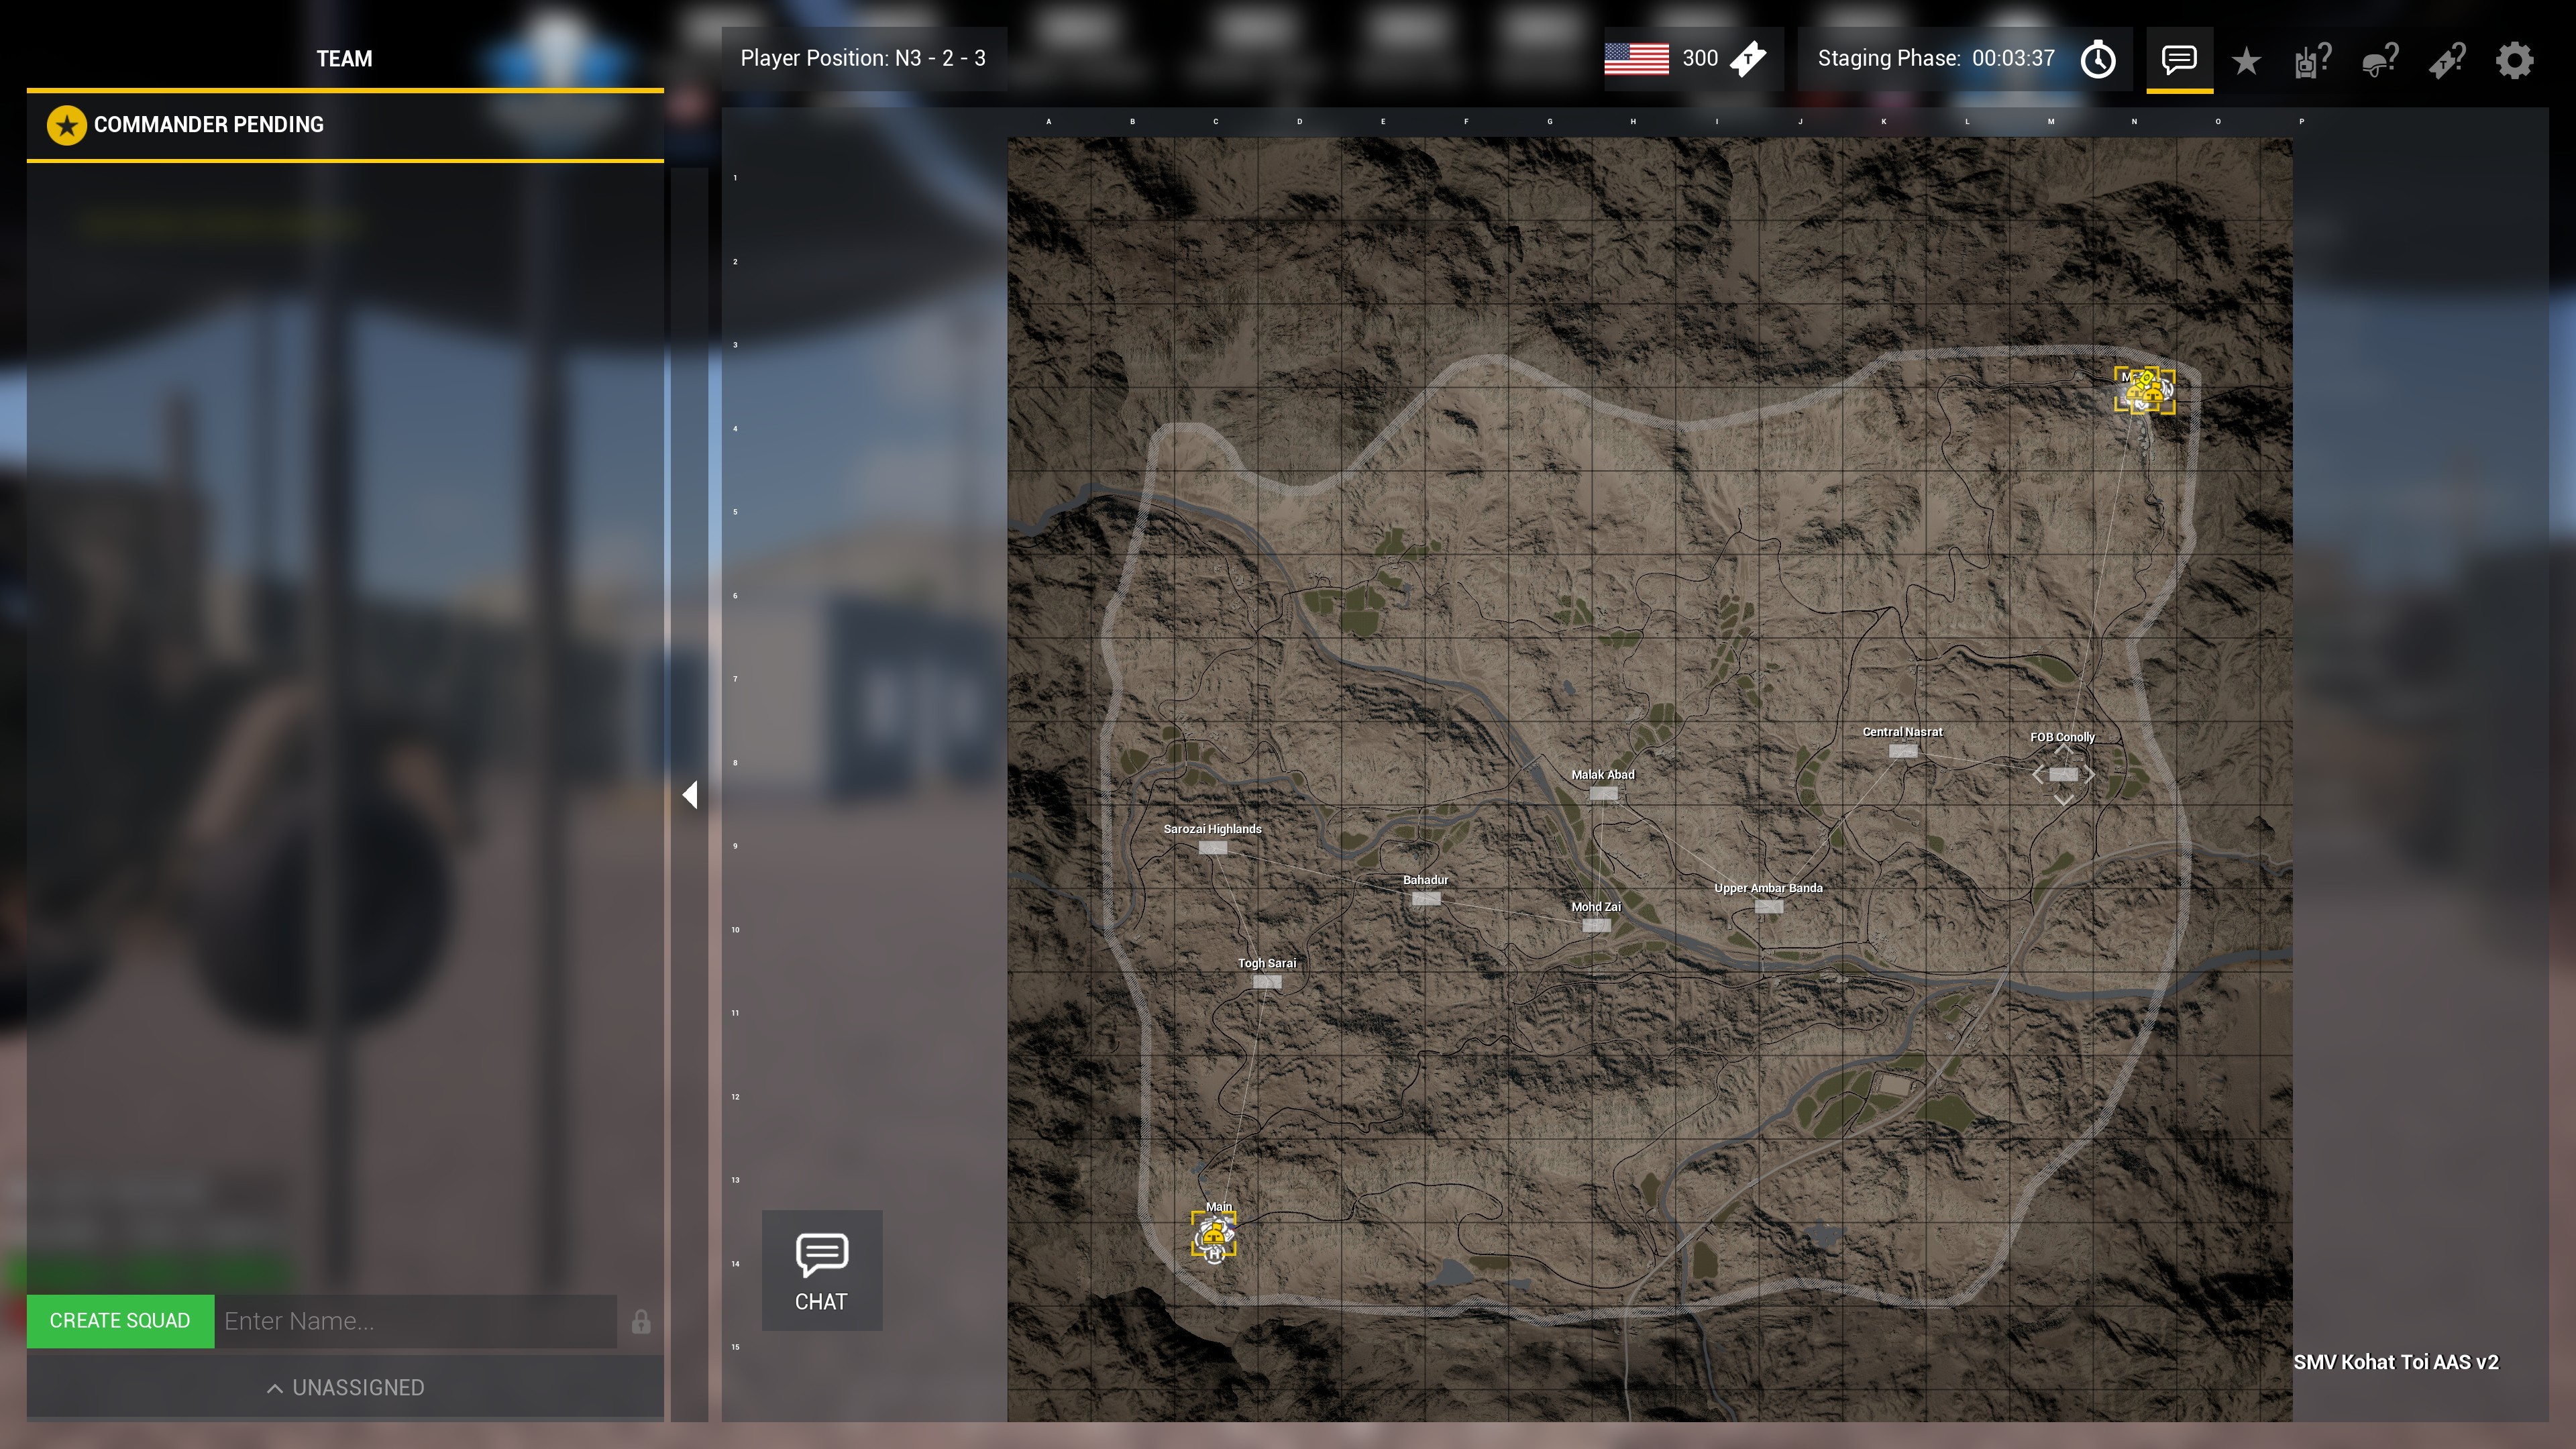 TEAM
Player Position: N3 - 2 - 3
300
T
Staging Phase: 00:03:37
COMMANDER PENDING
A B C D E F G H I J K L M N O P
1
2
3
4
5
6
7
8
9
10
11
12
13
14
15
Central Nasrat
FOB Conolly
Malak Abad
Sarozai Highlands
Bahadur
Upper Ambar Banda
Mohd Zai
Togh Sarai
Main
H
CHAT
CREATE SQUAD
Enter Name...
SMV Kohat Toi AAS v2
UNASSIGNED